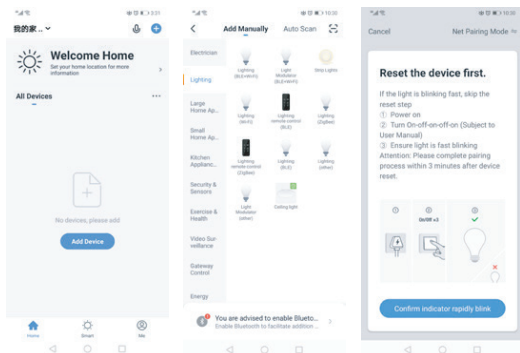 我的家..
Welcome Home
Set your home location for more
information
All Devices
No devices, please add
Add Device
Home
Smart
Me
10:00
Add Manually
Auto Scan
Electrician
Lighting
Large
Home Ap...
Small
Home Ap...
Kitchen
Applianc...
Security &
Sensors
Exercise &
Health
Video Sur-
veillance
Gateway
Control
Energy
Lighting
(BLE+Wi-Fi)
Light
Modulator
(BLE+Wi-Fi)
Strip Lights
Lighting
(Wi-Fi)
Lighting
remote control
(BLE)
Lighting
(ZigBee)
Lighting
remote control
(ZigBee)
Lighting
(BLE)
Lighting
(other)
Light
Modulator
(other)
Ceiling light
You are advised to enable Blueto...
Enable Bluetooth to facilitate addition ...
Cancel
Net Pairing Mode
Reset the device first.
If the light is blinking fast, skip the
reset step
① Power on
② Turn On-off-on-off-on (Subject to
User Manual)
③ Ensure light is fast blinking
Attention: Please complete pairing
process within 3 minutes after device
reset.
On/Off ×3
Confirm indicator rapidly blink